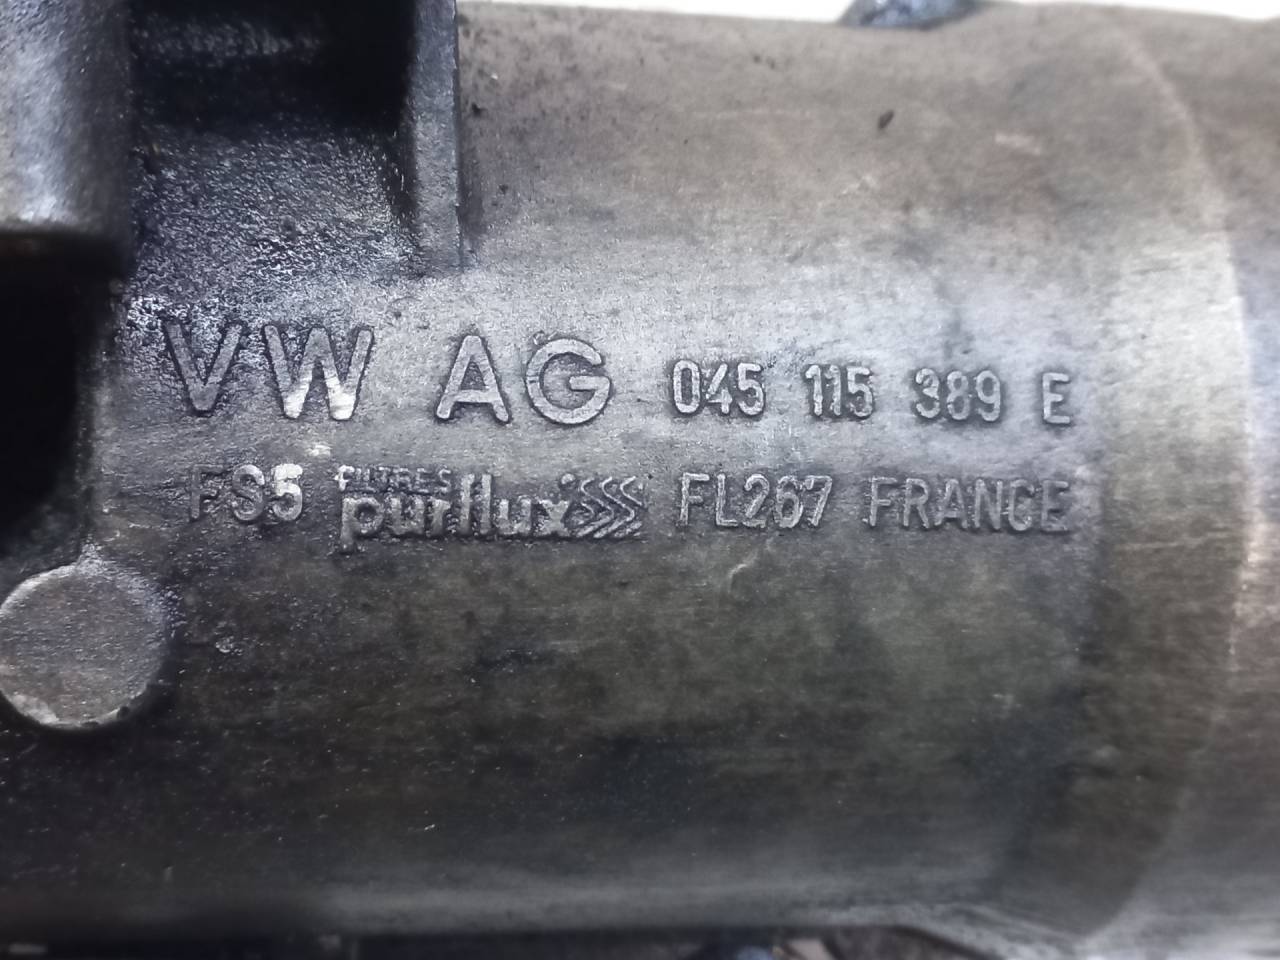 VW AG 045 115 389 E
FS5 FILTRES purflux FL267 FRANCE